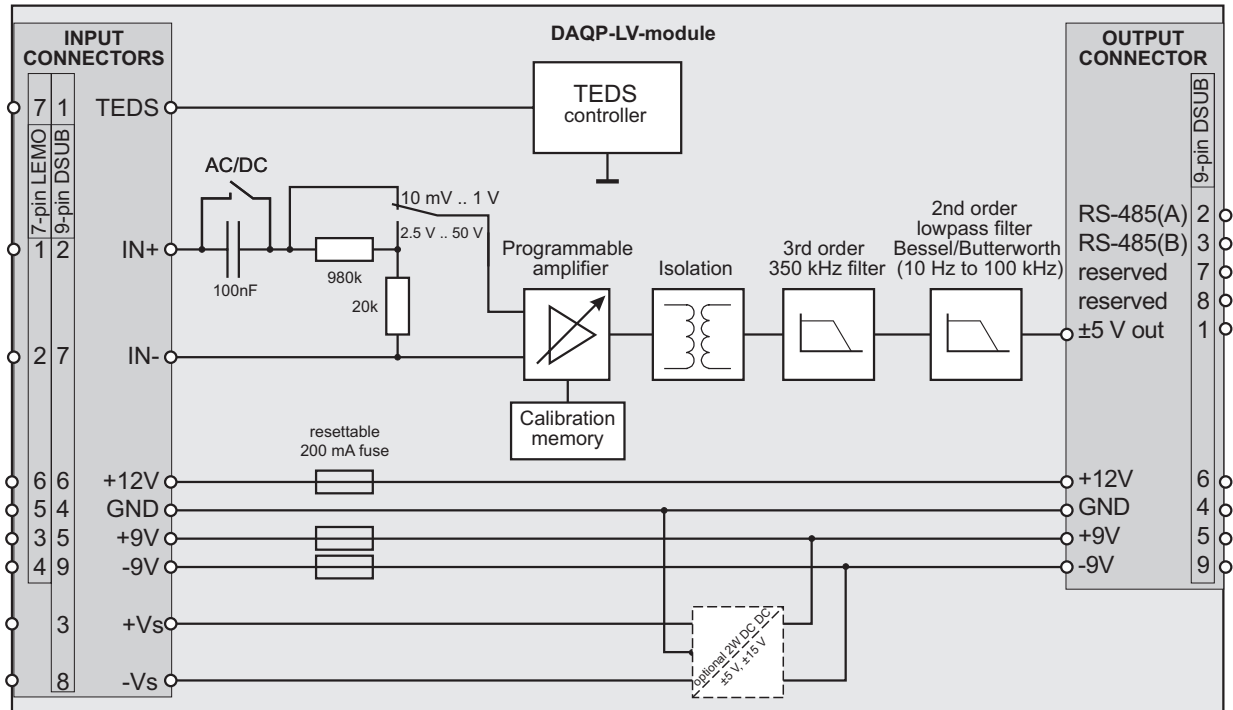 DAQP-LV-module
INPUT
CONNECTORS
7 1 TEDS
7-pin LEMO
9-pin DSUB
1 2 IN+
2 7 IN-
6 6 +12V
5 4 GND
3 5 +9V
4 9 -9V
3 +Vs
8 -Vs
AC/DC
100nF
980k
20k
10 mV .. 1 V
2.5 V .. 50 V
TEDS
controller
Programmable
amplifier
Calibration
memory
Isolation
3rd order
350 kHz filter
2nd order
lowpass filter
Bessel/Butterworth
(10 Hz to 100 kHz)
resettable
200 mA fuse
optional 2W DC DC
±5 V, ±15 V
OUTPUT
CONNECTOR
9-pin DSUB
RS-485(A) 2
RS-485(B) 3
reserved 7
reserved 8
±5 V out 1
+12V 6
GND 4
+9V 5
-9V 9